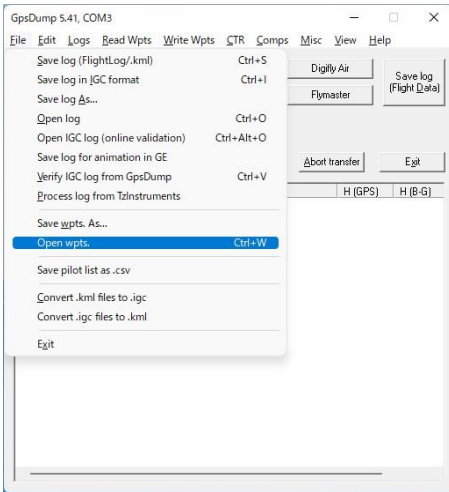 GpsDump 5.41, COM3
File Edit Logs Read Wpts Write Wpts CTR Comps Misc View Help
Save log (FlightLog/.kml) Ctrl+S
Save log in IGC format Ctrl+I
Save log As...
Open log Ctrl+O
Open IGC log (online validation) Ctrl+Alt+O
Save log for animation in GE
Verify IGC log from GpsDump Ctrl+V
Process log from TzInstruments
Save wpts. As...
Open wpts. Ctrl+W
Save pilot list as .csv
Convert .kml files to .igc
Convert .igc files to .kml
Exit
Digifly Air
Flymaster
Save log
(Flight Data)
Abort transfer
Exit
H (GPS) H (B-G)